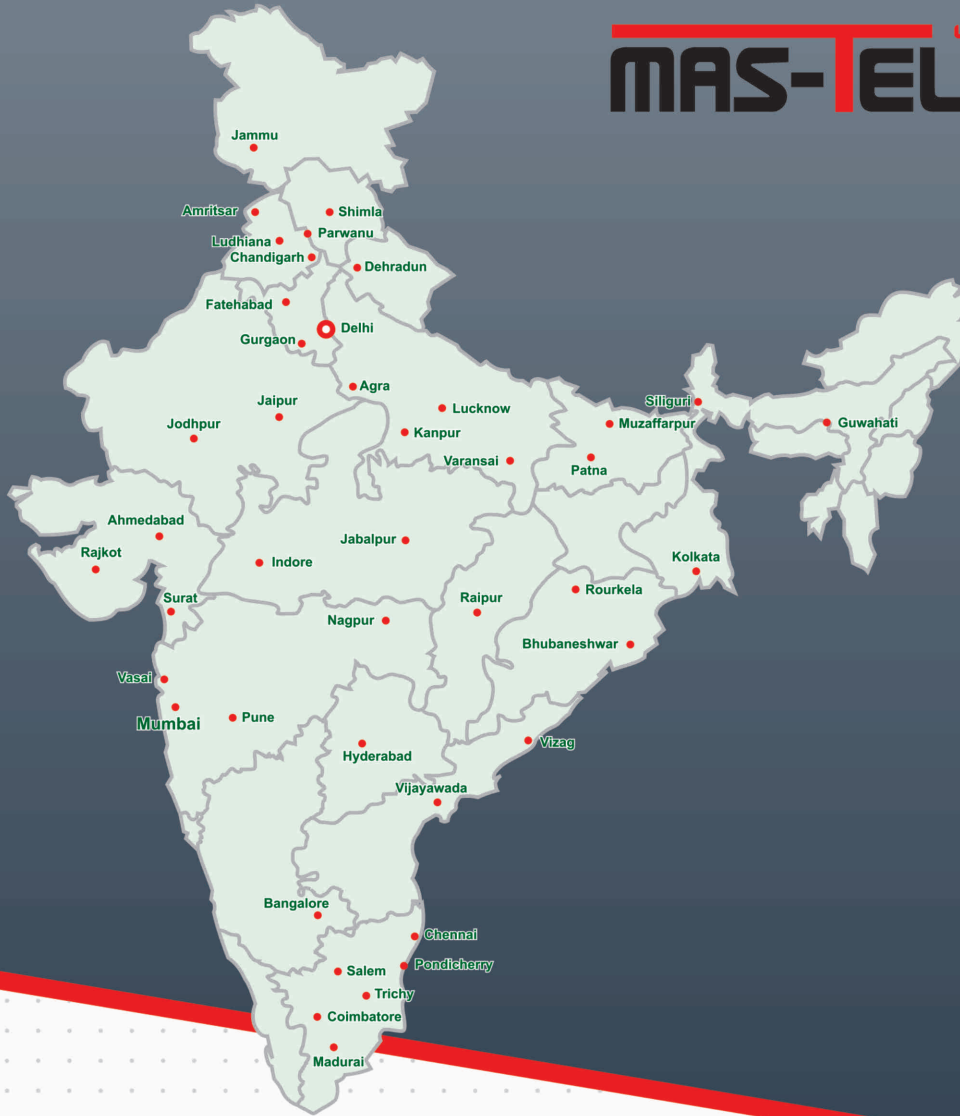 MAS-TEL
Jammu
Amritsar
Shimla
Parwanu
Ludhiana
Chandigarh
Dehradun
Fatehabad
Delhi
Gurgaon
Agra
Jaipur
Lucknow
Siliguri
Jodhpur
Kanpur
Muzaffarpur
Guwahati
Varansai
Patna
Ahmedabad
Jabalpur
Rajkot
Indore
Kolkata
Surat
Raipur
Rourkela
Nagpur
Bhubaneshwar
Vasai
Mumbai
Pune
Vizag
Hyderabad
Vijayawada
Bangalore
Chennai
Pondicherry
Salem
Trichy
Coimbatore
Madurai